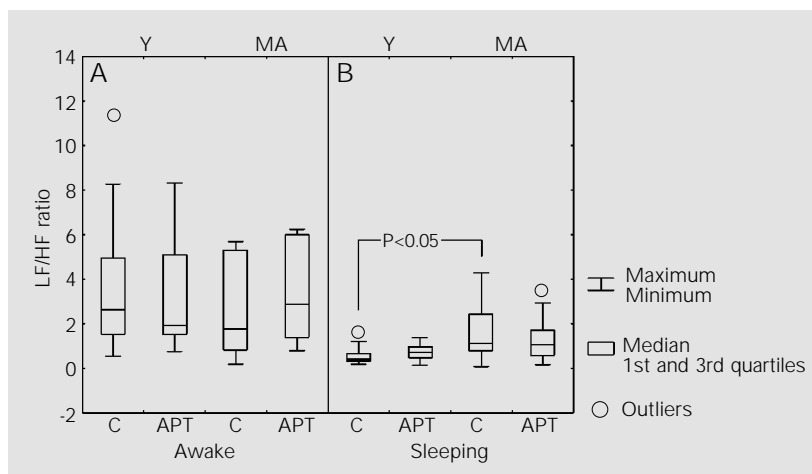 Y MA Y MA
14
A B
12
10
8
6
P<0.05
4
2
0
-2
LF/HF ratio
C APT C APT C APT C APT
Awake Sleeping
Maximum
Minimum
Median
1st and 3rd quartiles
Outliers